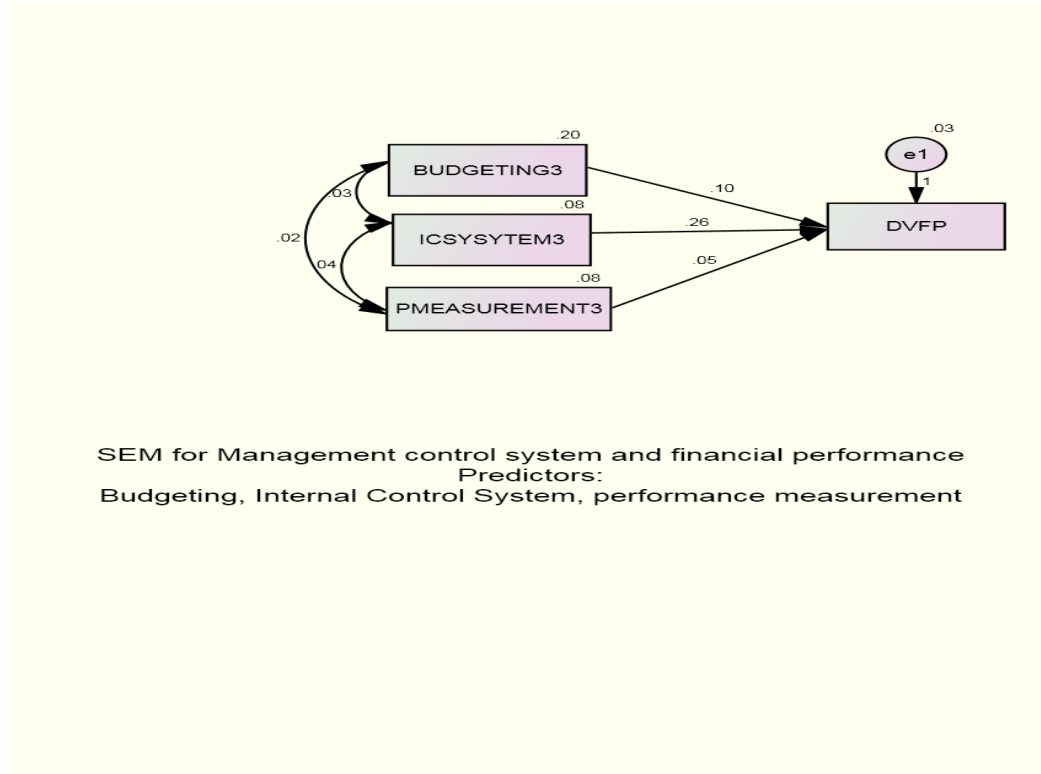 .20
.03
BUDGETING3
e1
.03
.08
.10
1
.02
ICSYSYTEM3
.26
DVFP
.04
.08
.05
PMEASUREMENT3
SEM for Management control system and financial performance
Predictors:
Budgeting, Internal Control System, performance measurement